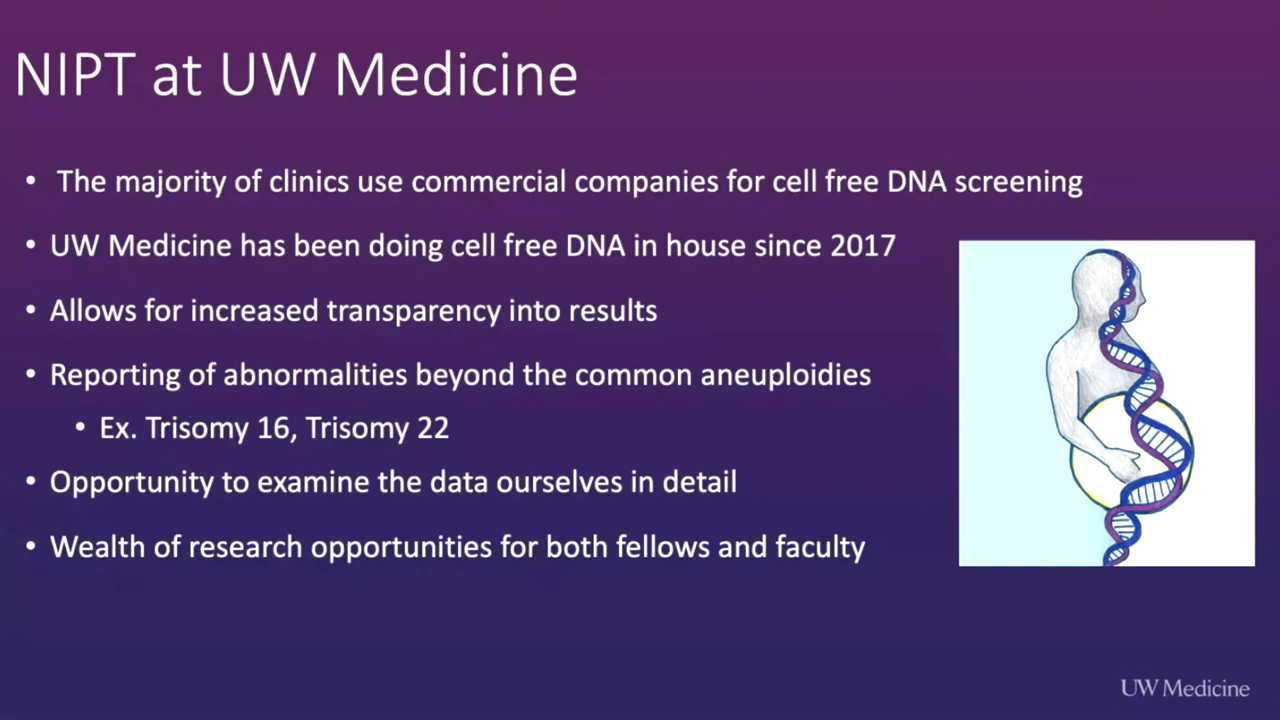 NIPT at UW Medicine
• The majority of clinics use commercial companies for cell free DNA screening
• UW Medicine has been doing cell free DNA in house since 2017
• Allows for increased transparency into results
• Reporting of abnormalities beyond the common aneuploidies
• Ex. Trisomy 16, Trisomy 22
• Opportunity to examine the data ourselves in detail
• Wealth of research opportunities for both fellows and faculty
UW Medicine